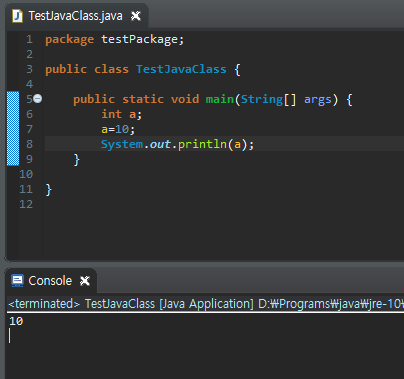 TestJavaClass.java
1 package testPackage;
2
3 public class TestJavaClass {
4
5 public static void main(String[] args) {
6 int a;
7 a=10;
8 System.out.println(a);
9 }
10
11 }
12
Console
<terminated> TestJavaClass [Java Application] D:₩Programs₩java₩jre-10₩
10